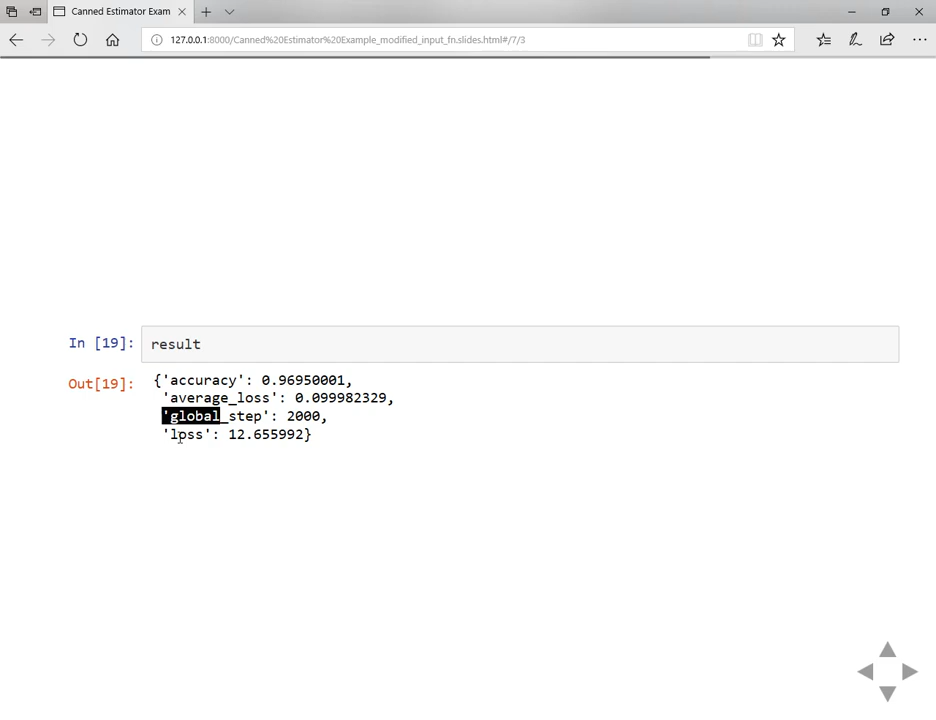 Canned Estimator Exam
127.0.0.1:8000/Canned%20Estimator%20Example_modified_input_fn.slides.html#/7/3
In [19]: result
Out[19]: {'accuracy': 0.96950001,
'average_loss': 0.099982329,
'global_step': 2000,
'loss': 12.655992}